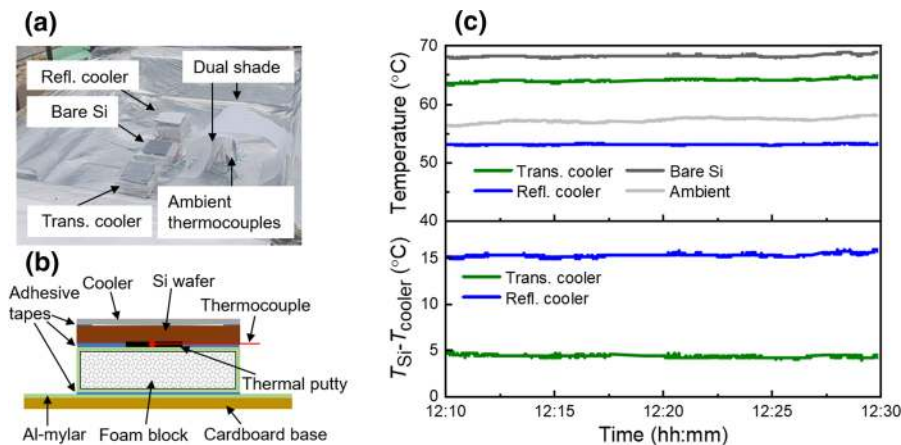 (a)
Refl. cooler
Dual shade
Bare Si
Trans. cooler
Ambient
thermocouples
(b)
Adhesive
tapes
Cooler
Si wafer
Thermocouple
Thermal putty
Al-mylar
Foam block
Cardboard base
(c)
Temperature (°C)
70
60
50
40
Trans. cooler
Bare Si
Refl. cooler
Ambient
T_Si-T_cooler (°C)
15
10
5
0
Trans. cooler
Refl. cooler
12:10 12:15 12:20 12:25 12:30
Time (hh:mm)